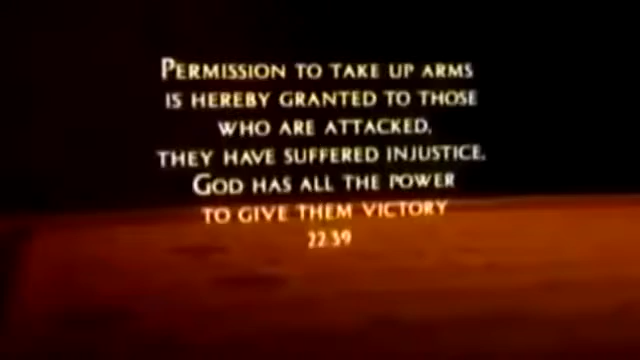 PERMISSION TO TAKE UP ARMS
IS HEREBY GRANTED TO THOSE
WHO ARE ATTACKED,
THEY HAVE SUFFERED INJUSTICE.
GOD HAS ALL THE POWER
TO GIVE THEM VICTORY
22:39